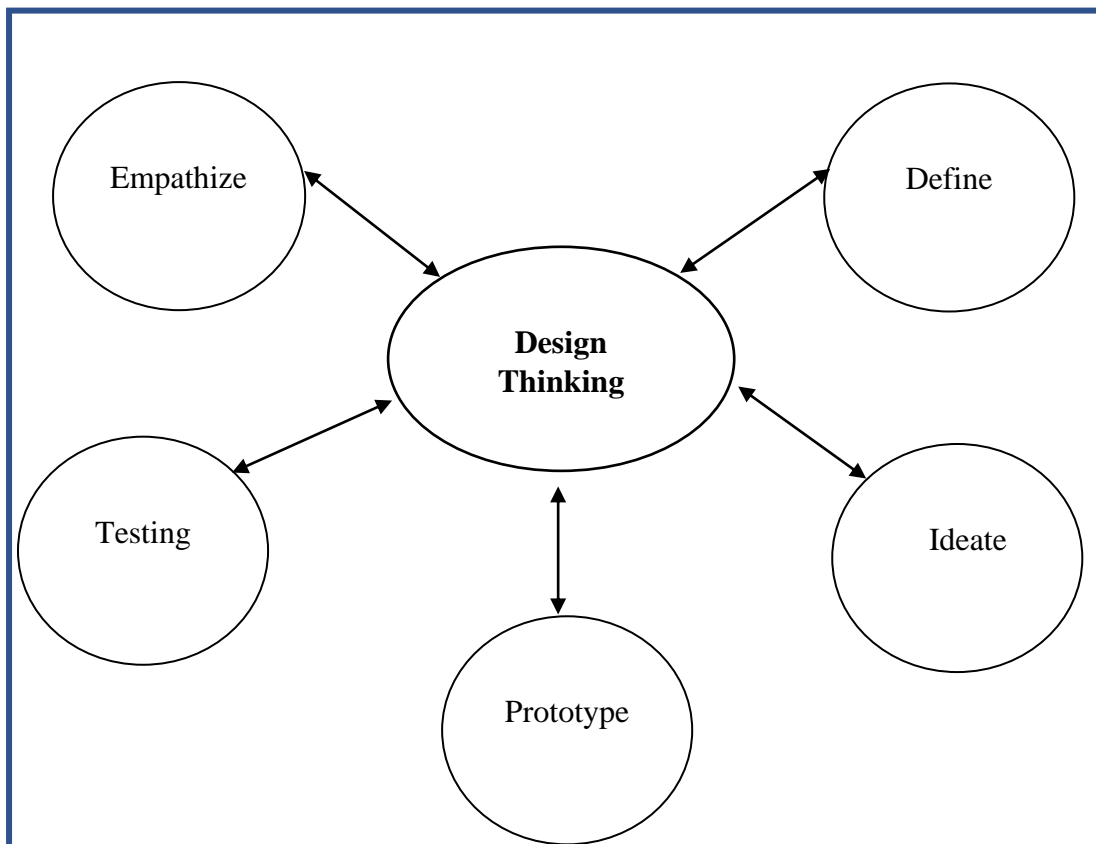 Empathize
Define
Design
Thinking
Testing
Ideate
Prototype